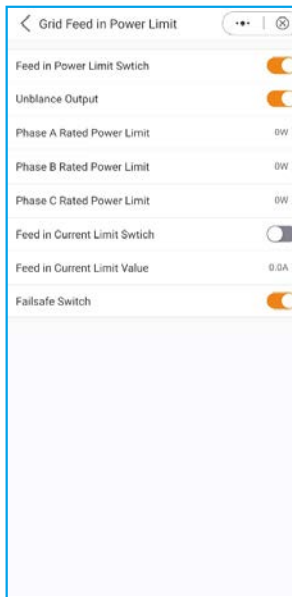 Grid Feed in Power Limit
Feed in Power Limit Swtich
Unblance Output
Phase A Rated Power Limit 0W
Phase B Rated Power Limit 0W
Phase C Rated Power Limit 0W
Feed in Current Limit Swtich
Feed in Current Limit Value 0.0A
Failsafe Switch